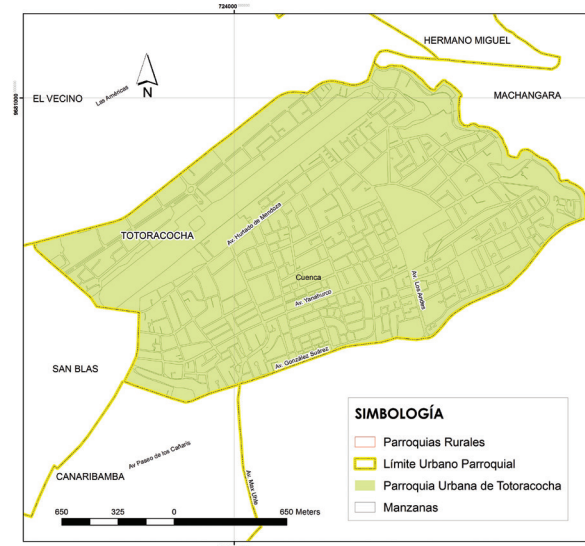 724000
HERMANO MIGUEL
EL VECINO
Las Américas
N
MACHANGARA
9681000
TOTORACOCHA
Av. Hurtado de Mendoza
Cuenca
Av. Yanahurco
Av. Los Andes
Av. González Suárez
SAN BLAS
Av Paseo de los Cañaris
CANARIBAMBA
Av. Max Uhle
650 325 0 650 Meters
SIMBOLOGÍA
Parroquias Rurales
Límite Urbano Parroquial
Parroquia Urbana de Totoracocha
Manzanas